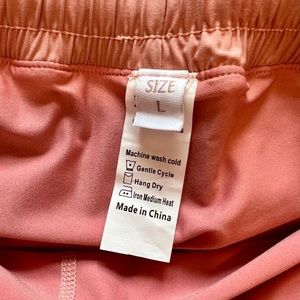 SIZE
L
Machine wash cold
Gentle Cycle
Hang Dry
Iron Medium Heat
Made in China